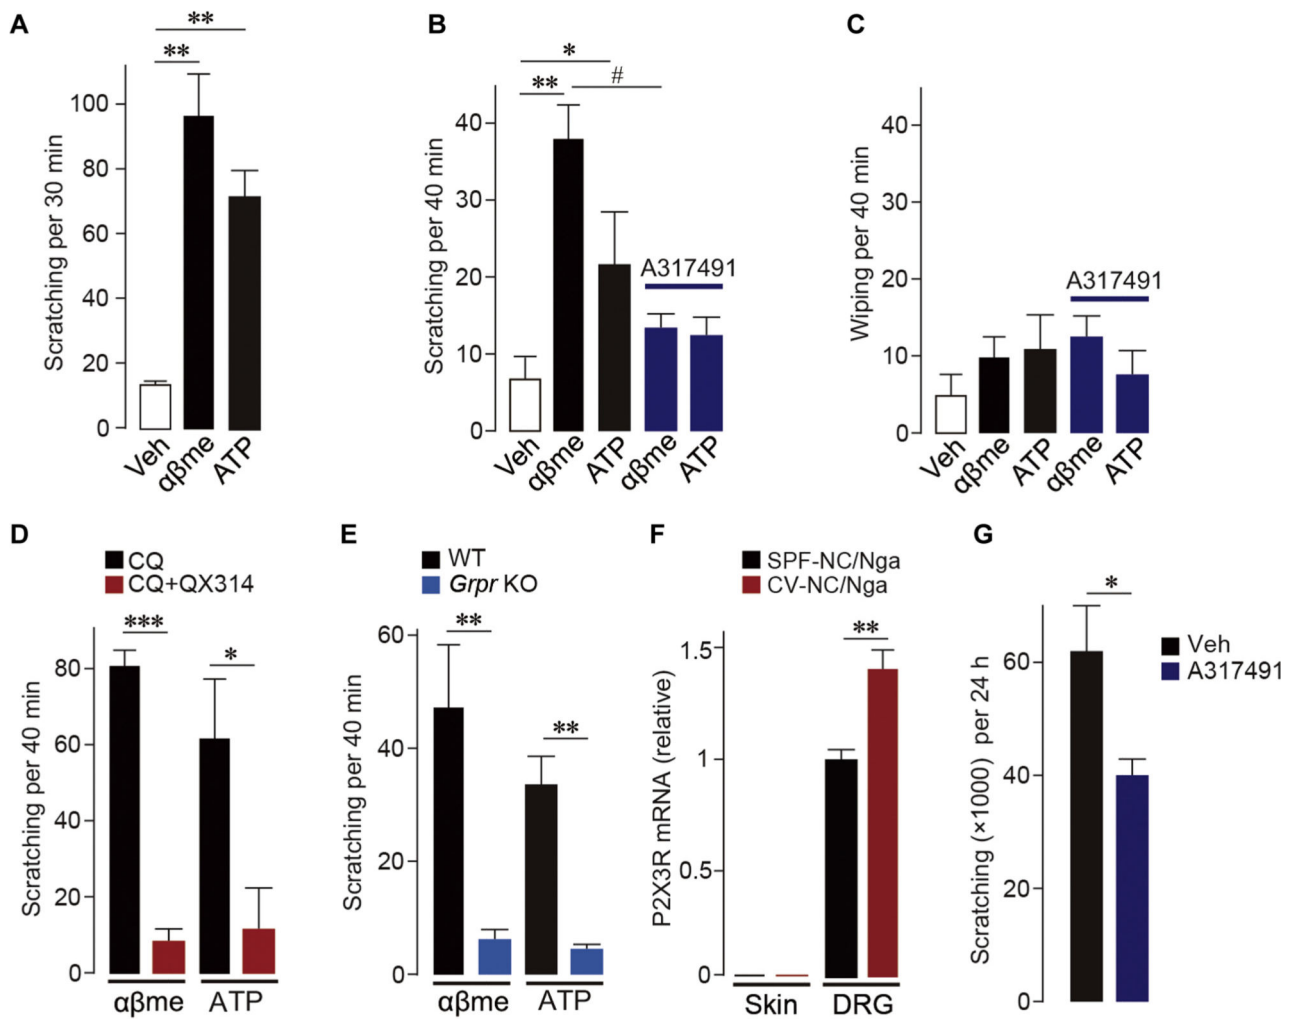 A
**
**
Scratching per 30 min
100
80
60
40
20
0
Veh
αβme
ATP
B
*
**
#
Scratching per 40 min
40
30
20
10
0
A317491
Veh
αβme
ATP
αβme
ATP
C
Wiping per 40 min
40
30
20
10
0
A317491
Veh
αβme
ATP
αβme
ATP
D
CQ
CQ+QX314
***
*
Scratching per 40 min
80
60
40
20
0
αβme
ATP
E
WT
Grpr KO
**
**
Scratching per 40 min
60
40
20
0
αβme
ATP
F
SPF-NC/Nga
CV-NC/Nga
**
P2X3R mRNA (relative)
1.5
1
0.5
0
Skin
DRG
G
*
Veh
A317491
Scratching (×1000) per 24 h
60
40
20
0